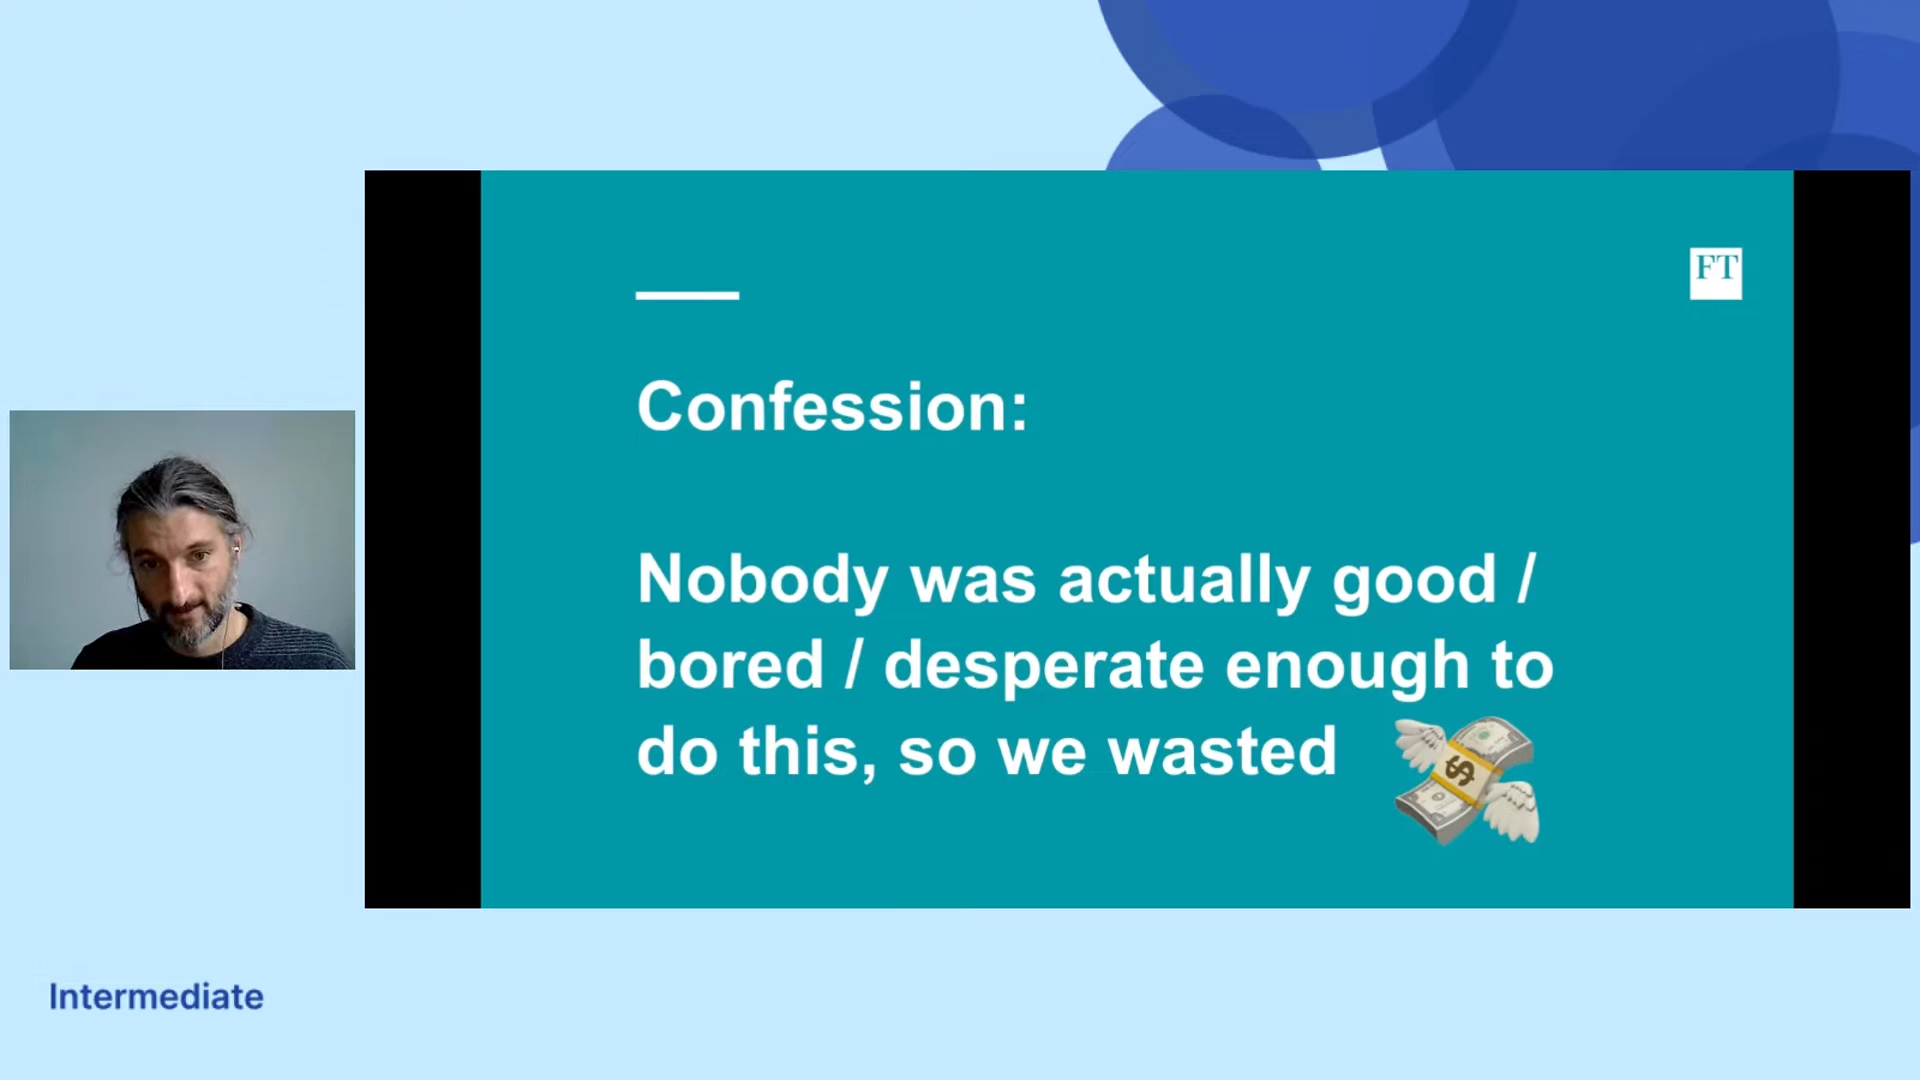 FT
Confession:
Nobody was actually good /
bored / desperate enough to
do this, so we wasted
Intermediate